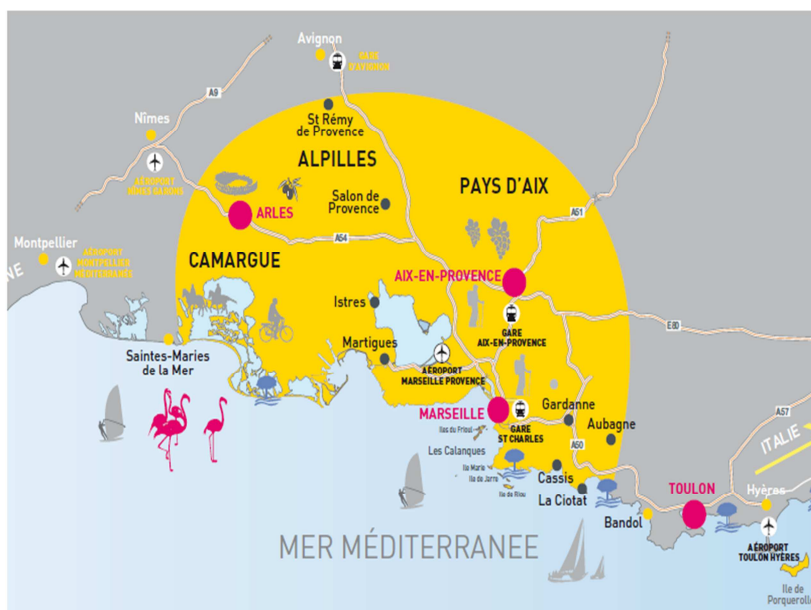 Avignon
GARE
D'AVIGNON
A9
Nîmes
St Rémy
de Provence
ALPILLES
PAYS D'AIX
AÉROPORT
NÎMES GARONS
Salon de
Provence
ARLES
A51
A54
Montpellier
AÉROPORT
MONTPELLIER
MÉDITERRANÉE
NE
CAMARGUE
AIX-EN-PROVENCE
Istres
E80
GARE
AIX-EN-PROVENCE
Saintes-Maries
de la Mer
Martigues
AÉROPORT
MARSEILLE PROVENCE
MARSEILLE
GARE
ST CHARLES
Gardanne
Aubagne
A57
Iles du Frioul
Les Calanques
A50
ITALIE
Ile Marie
Ile de Jarre
Ile de Riou
Cassis
La Ciotat
TOULON
Hyères
Bandol
MER MÉDITERRANEE
AÉROPORT
TOULON HYÈRES
Ile de
Porquerolle